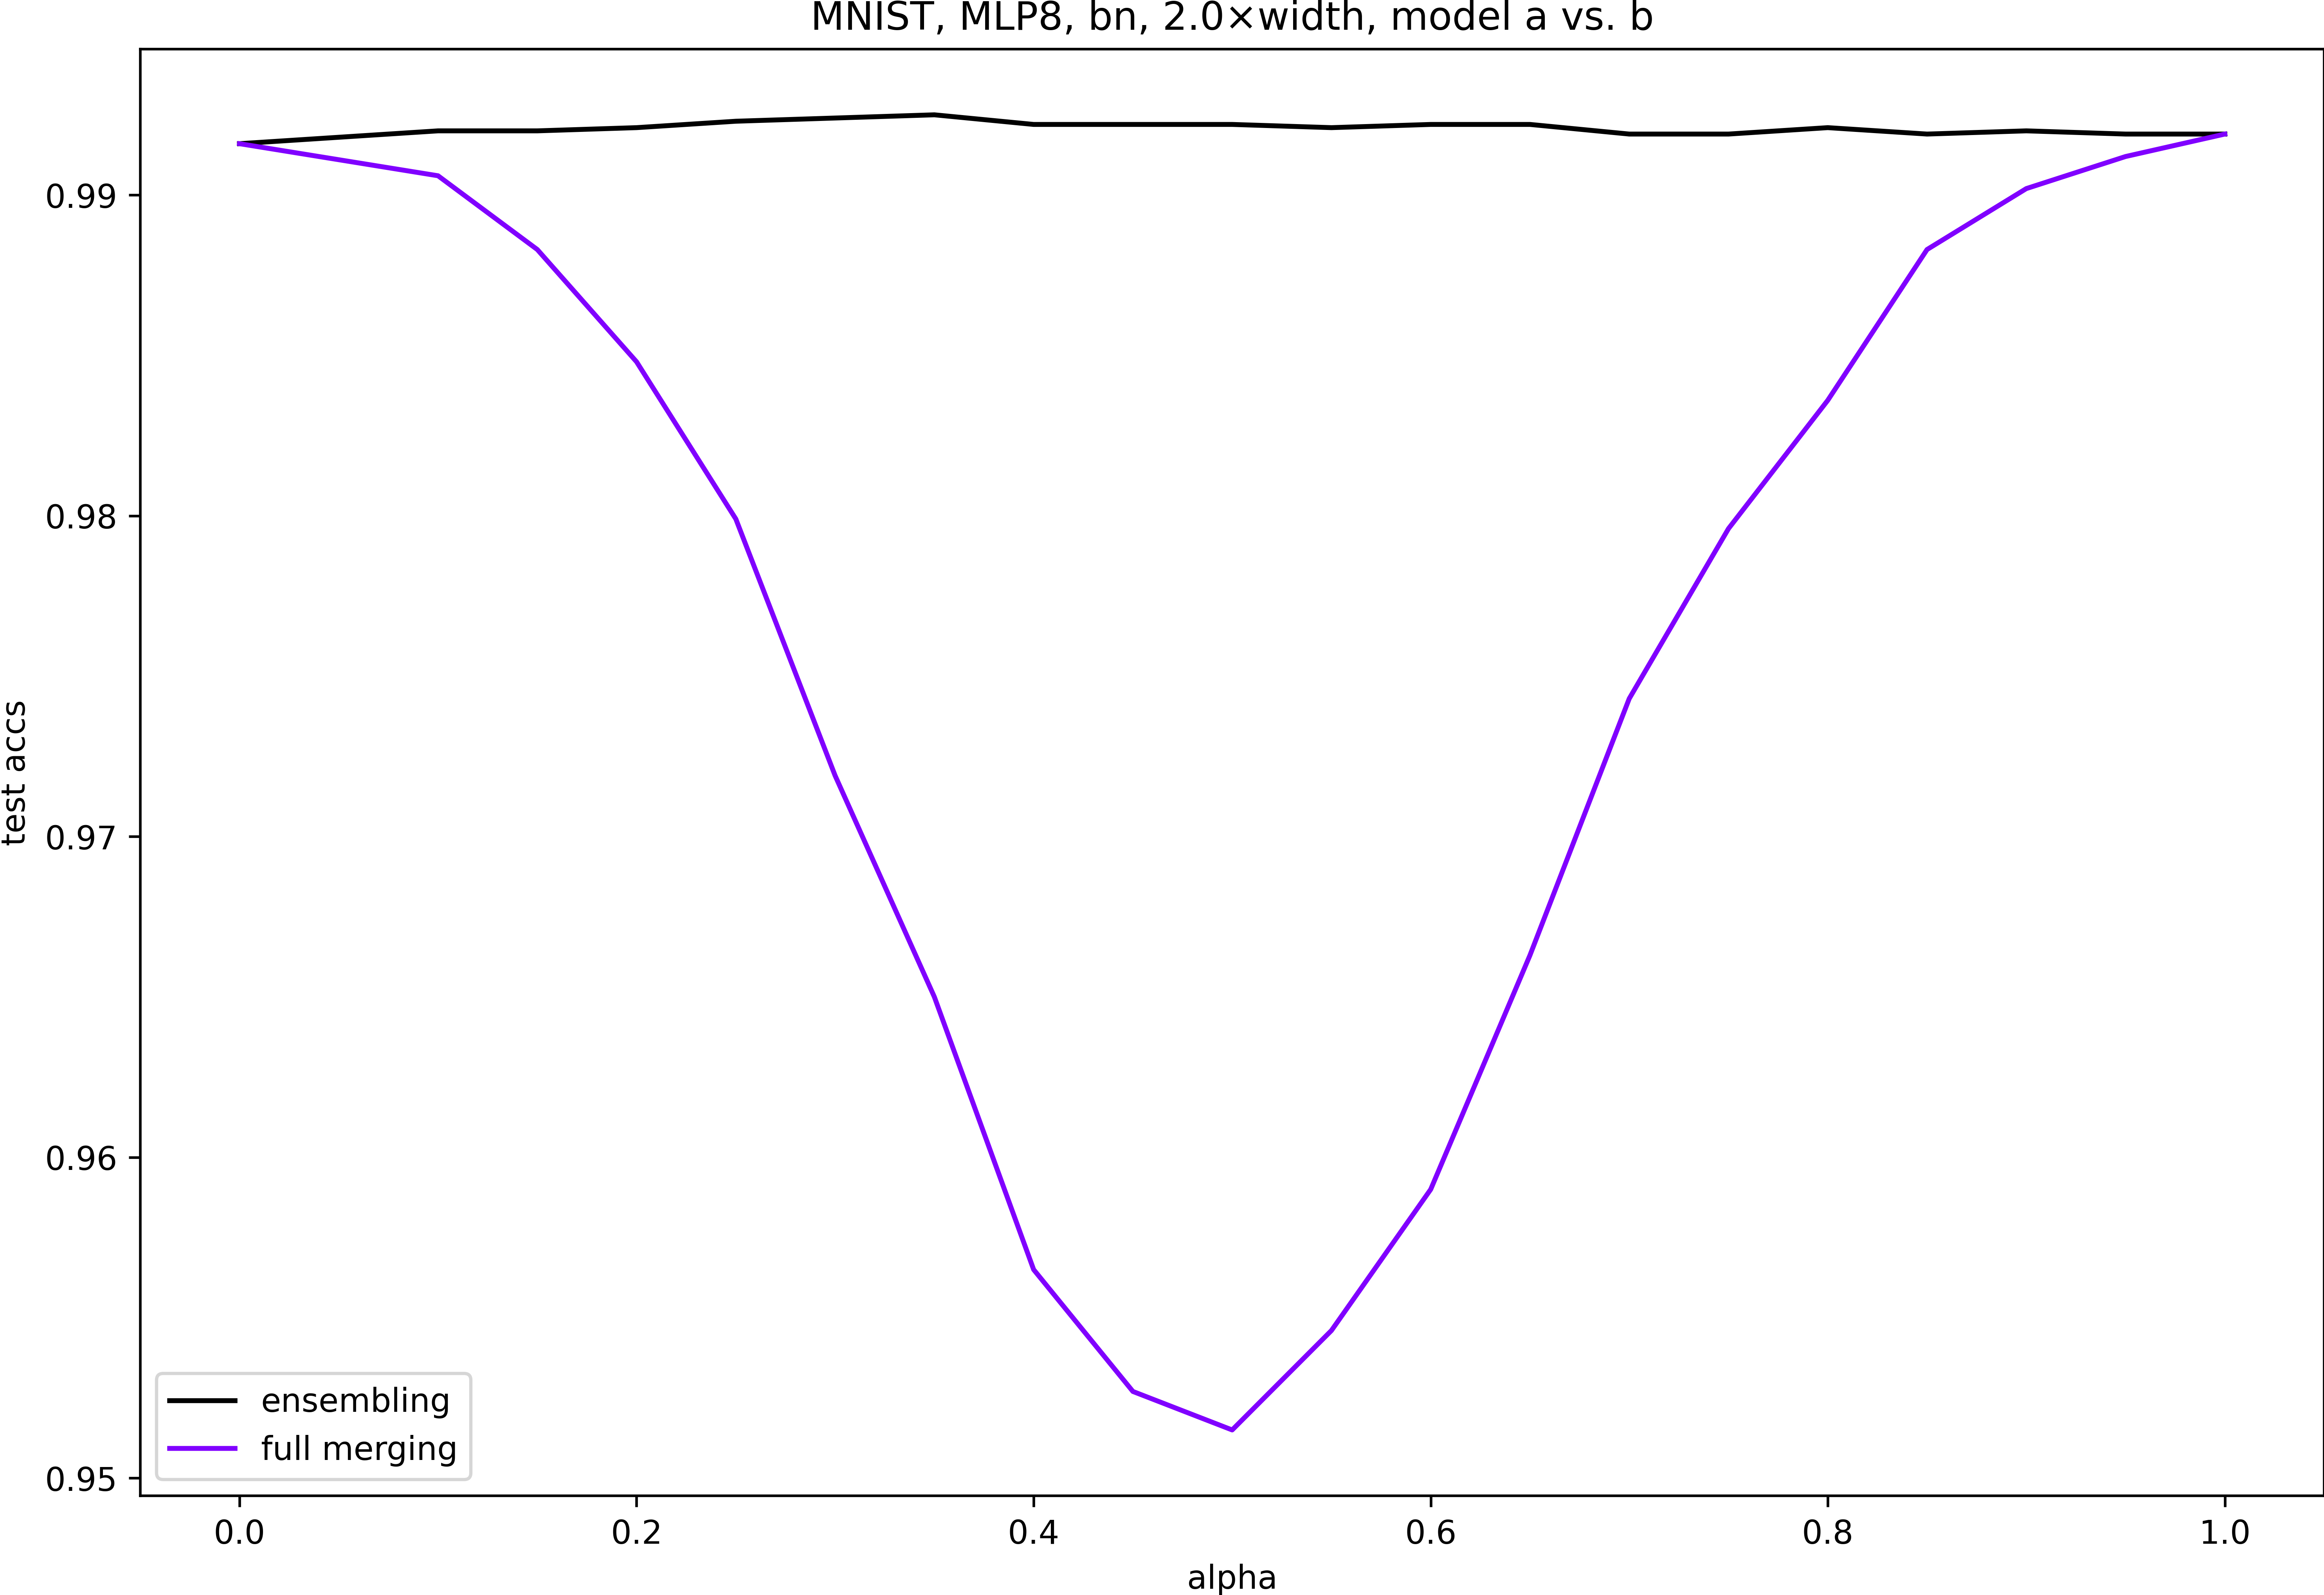 MNIST, MLP8, bn, 2.0×width, model a vs. b
test accs
0.99
0.98
0.97
0.96
0.95
ensembling
full merging
0.0 0.2 0.4 0.6 0.8 1.0
alpha